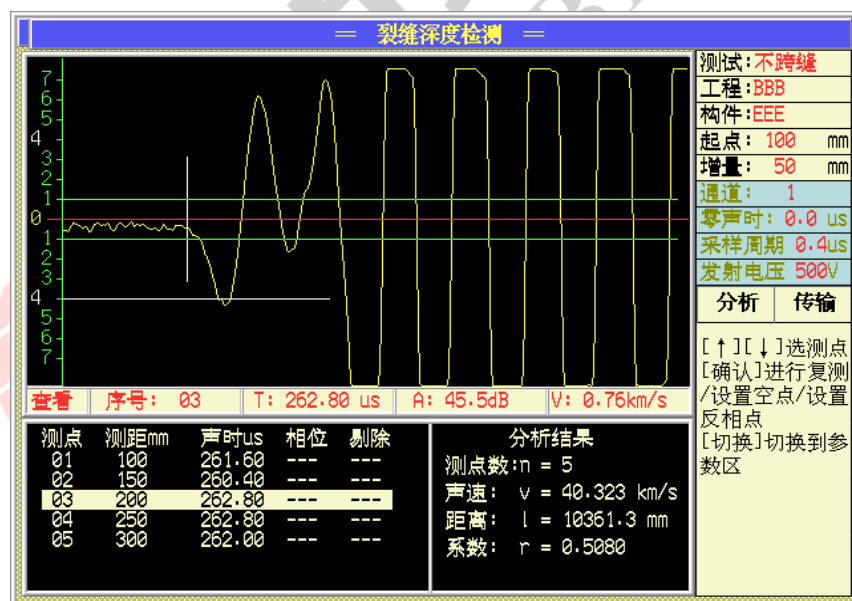 ═ 裂缝深度检测 ═
测试:不跨缝
工程:BBB
构件:EEE
起点: 100 mm
增量: 50 mm
通道: 1
零声时: 0.0 us
采样周期 0.4us
发射电压 500V
分析 传输
[↑][↓]选测点
[确认]进行复测
/设置空点/设置
反相点
[切换]切换到参
数区
7
6
5
4
3
2
1
0
1
2
3
4
5
6
7
查看 序号: 03 T: 262.80 us A: 45.5dB V: 0.76km/s
测点 测距mm 声时us 相位 剔除
01 100 261.60 --- ---
02 150 260.40 --- ---
03 200 262.80 --- ---
04 250 262.80 --- ---
05 300 262.00 --- ---
分析结果
测点数:n = 5
声速: v = 40.323 km/s
距离: l = 10361.3 mm
系数: r = 0.5080